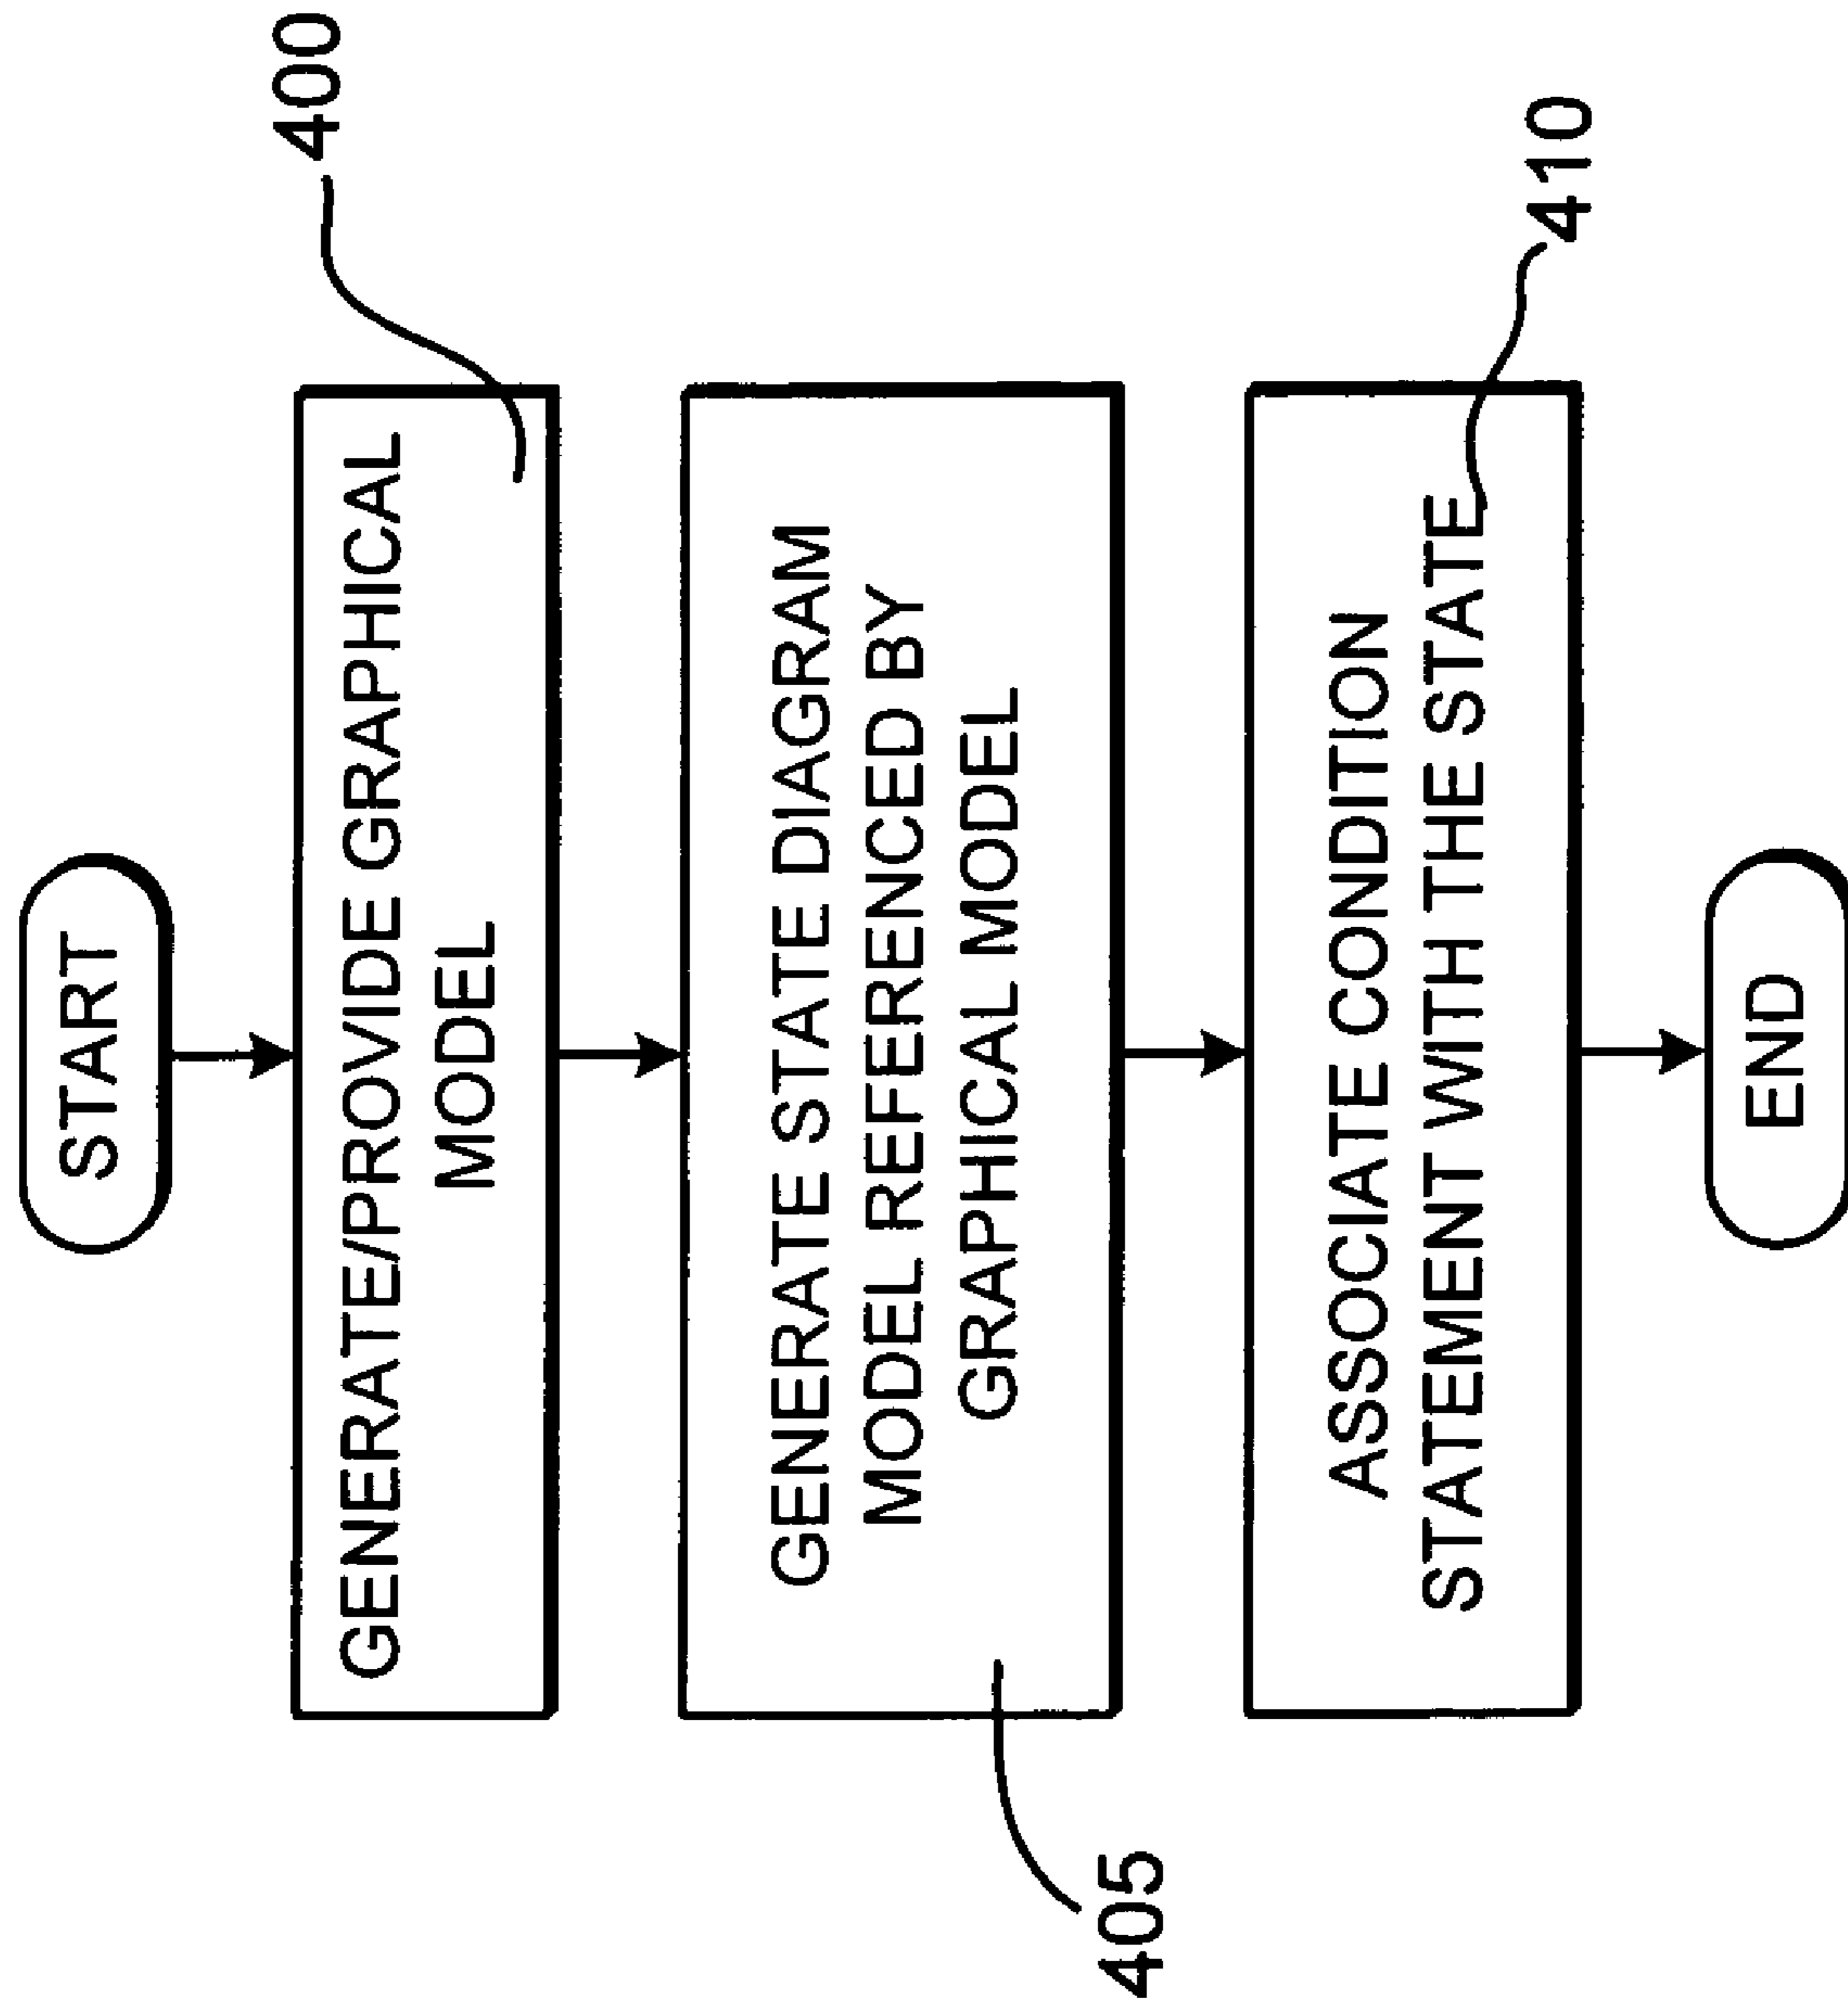 START
400
GENERATE/PROVIDE GRAPHICAL
MODEL
GENERATE STATE DIAGRAM
MODEL REFERENCED BY
GRAPHICAL MODEL
405
ASSOCIATE CONDITION
STATEMENT WITH THE STATE
410
END